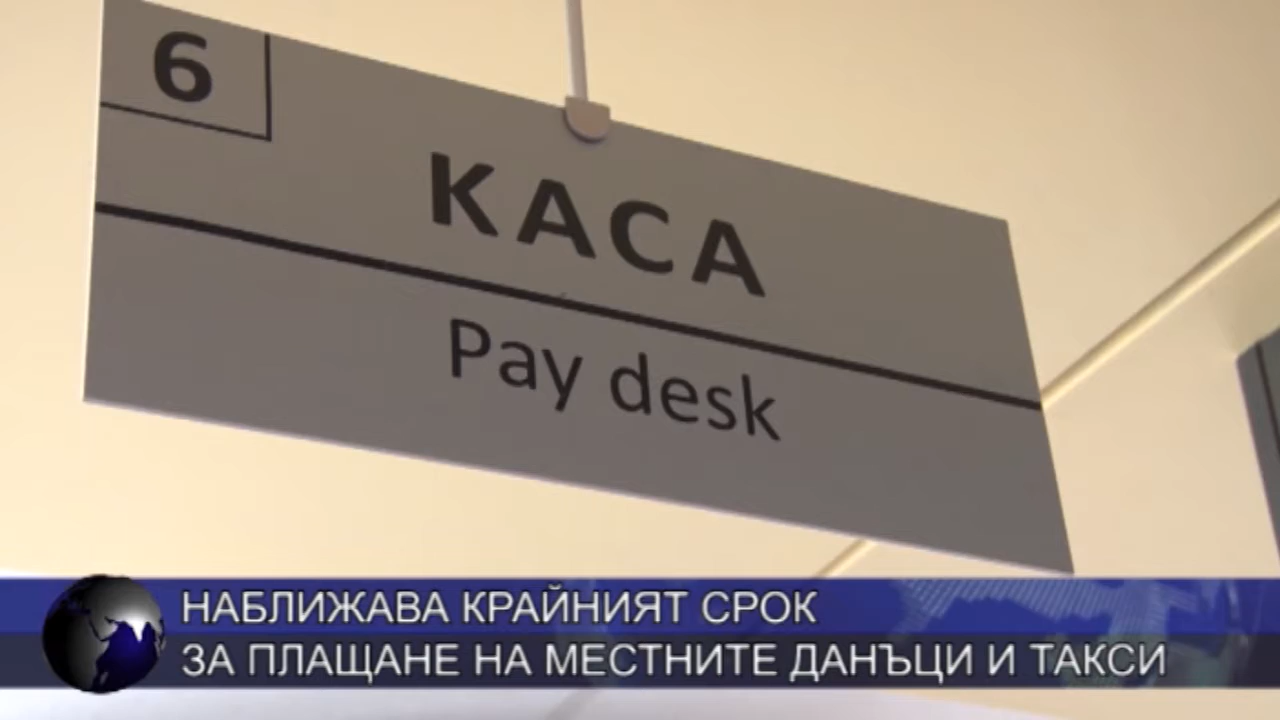 6
КАСА
Pay desk
НАБЛИЖАВА КРАЙНИЯТ СРОК
ЗА ПЛАЩАНЕ НА МЕСТНИТЕ ДАНЪЦИ И ТАКСИ